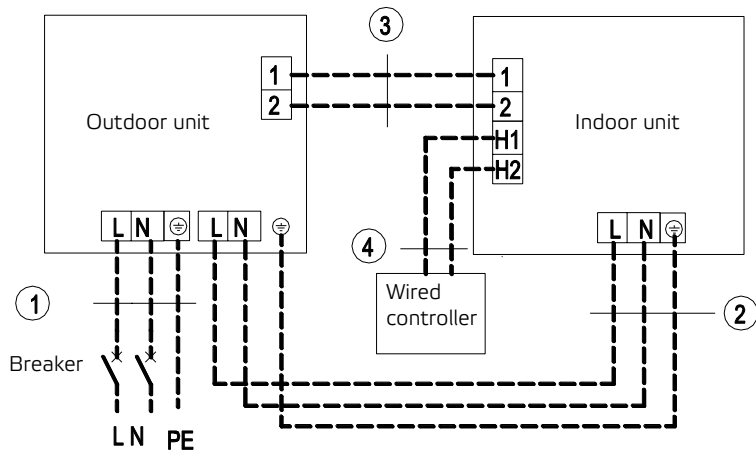 3
1
2
Outdoor unit
1
2
H1
H2
Indoor unit
L N
L N
L N
4
1
2
Wired
controller
Breaker
L N PE